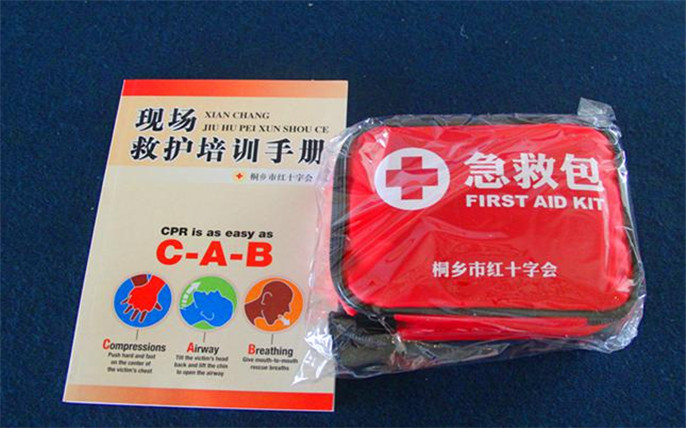 现场
XIAN CHANG
JIU HU PEI XUN SHOU CE
救护培训手册
桐乡市红十字会
CPR is as easy as
C-A-B
Compressions
Push hard and fast
on the center of
the victim's chest
Airway
Tilt the victim's head
back and lift the chin
to open the airway
Breathing
Give mouth-to-mouth
rescue breaths
急救包
FIRST AID KIT
桐乡市红十字会